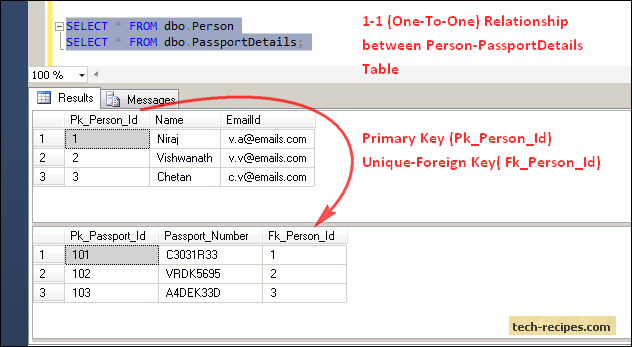 SELECT * FROM dbo.Person
SELECT * FROM dbo.PassportDetails;
1-1 (One-To-One) Relationship
between Person-PassportDetails
Table
100 %
Results Messages
Pk_Person_Id Name EmailId
1 1 Niraj v.a@emails.com
2 2 Vishwanath v.v@emails.com
3 3 Chetan c.v@emails.com
Primary Key (Pk_Person_Id)
Unique-Foreign Key( Fk_Person_Id)
Pk_Passport_Id Passport_Number Fk_Person_Id
1 101 C3031R33 1
2 102 VRDK5695 2
3 103 A4DEK33D 3
tech-recipes.com